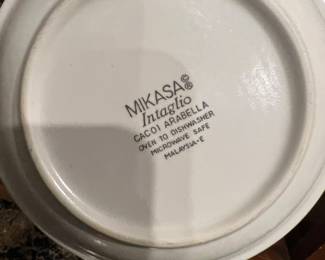 MIKASA©
Intaglio
CAC01 ARABELLA
OVEN TO DISHWASHER
MICROWAVE SAFE
MALAYSIA-E